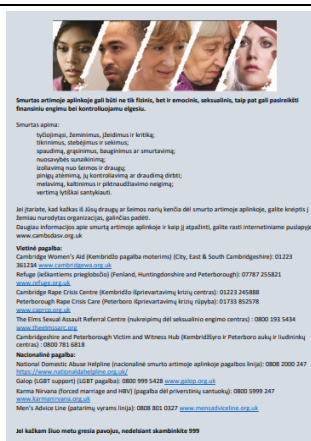 Smurtas artimoje aplinkoje gali būti ne tik fizinis, bet ir emocinis, seksualinis, taip pat gali pasireikšti
finansiniu engimu bei kontroliuojamu elgesiu.
Smurtas apima:
tyčiojimąsi, žeminimus, įžeidimus ir kritiką;
tikrinimus, stebėjimus ir sekimus;
spaudimą, grąsinimus, bauginimus ar smurtavimą;
nuosavybės sunaikinimą;
izoliavimą nuo šeimos ir draugų;
pinigų atėmimą, jų kontroliavimą ar draudimą dirbti;
melavimą, kaltinimus ir piktnaudžiavimo neigimą;
vertimą lytiškai santykiauti.
Jei įtariate, kad kažkas iš Jūsų draugų ar šeimos narių kenčia dėl smurto artimoje aplinkoje, galite kreiptis į
žemiau nurodytas organizacijas, galinčias padėti.
Daugiau informacijos apie smurtą artimoje aplinkoje ir kaip jį atpažinti, galite rasti internetiniame puslapyje
www.cambsdasv.org.uk
Vietinė pagalba:
Cambridge Women's Aid (Kembridžo pagalba moterims) (City, East & South Cambridgeshire): 01223
361214 www.cambridgewa.org.uk
Refuge (ieškantiems prieglobsčio) (Fenland, Huntingdonshire and Peterborough): 07787 255821
www.refuge.org.uk
Cambridge Rape Crisis Centre (Kembridžo išprievartavimų krizių centras): 01223 245888
Peterborough Rape Crisis Care (Peterboro išprievartavimų krizių rūpyba): 01733 852578
www.caprcp.org.uk
The Elms Sexual Assault Referral Centre (nukreipimų dėl seksualinio engimo centras) : 0800 193 5434
www.theelmssarc.org
Cambridgeshire and Peterborough Victim and Witness Hub (Kembridžšyro ir Peterboro aukų ir liudininkų
centras) : 0800 781 6818
Nacionalinė pagalba:
National Domestic Abuse Helpline (nacionalinė smurto artimoje aplinkoje pagalbos linija): 0808 2000 247
https://www.nationaldahelpline.org.uk/
Galop (LGBT support) (LGBT pagalba): 0800 999 5428 www.galop.org.uk
Karma Nirvana (forced marriage and HBV) (pagalba dėl priverstinių santuokų): 0800 5999 247
www.karmanirvana.org.uk
Men's Advice Line (patarimų vyrams linija): 0808 801 0327 www.mensadviceline.org.uk
Jei kažkam šiuo metu gresia pavojus, nedelsiant skambinkite 999